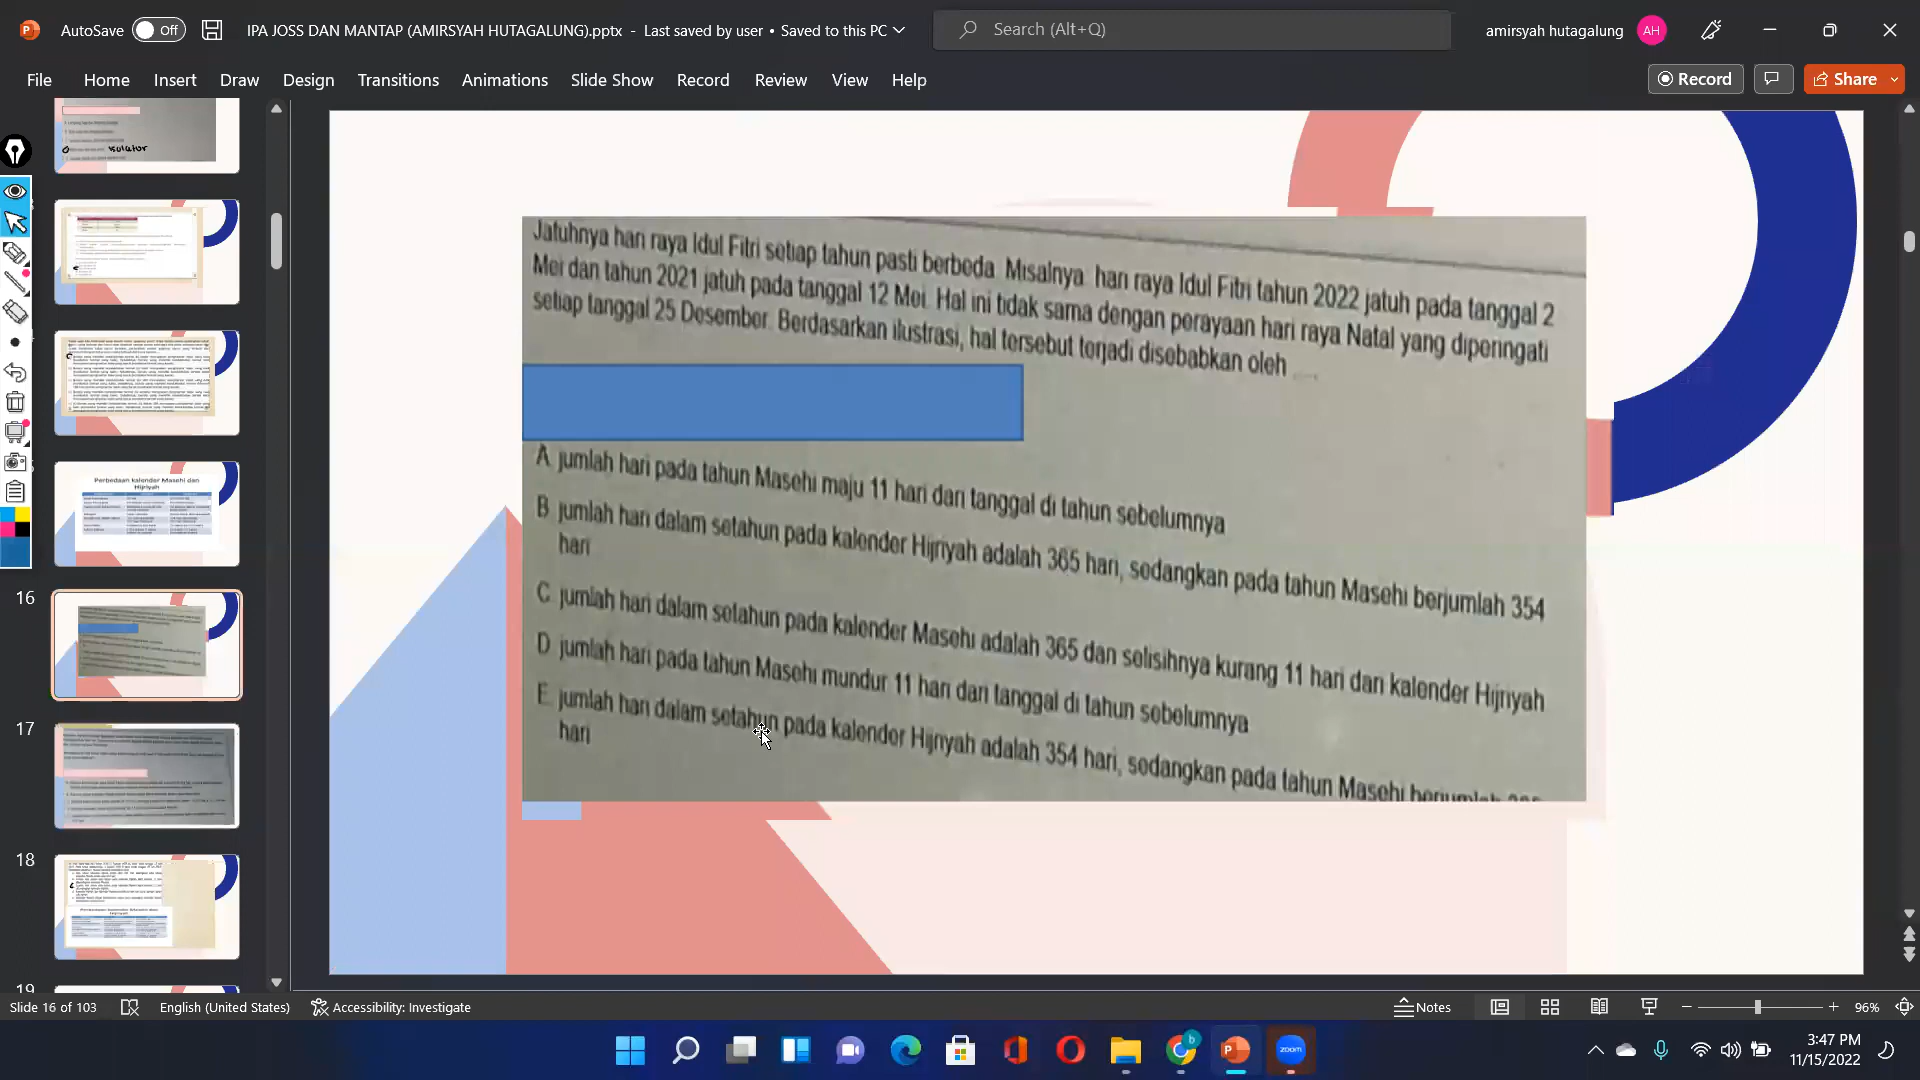 AutoSave Off IPA JOSS DAN MANTAP (AMIRSYAH HUTAGALUNG).pptx - Last saved by user • Saved to this PC Search (Alt+Q) amirsyah hutagalung AH
File Home Insert Draw Design Transitions Animations Slide Show Record Review View Help Record Share
Jatuhnya hari raya Idul Fitri setiap tahun pasti berbeda. Misalnya hari raya Idul Fitri tahun 2022 jatuh pada tanggal 2
Mei dan tahun 2021 jatuh pada tanggal 12 Mei. Hal ini tidak sama dengan perayaan hari raya Natal yang diperingati
setiap tanggal 25 Desember. Berdasarkan ilustrasi, hal tersebut terjadi disebabkan oleh ....
A. jumlah hari pada tahun Masehi maju 11 hari dari tanggal di tahun sebelumnya
B. jumlah hari dalam setahun pada kalender Hijriyah adalah 365 hari, sedangkan pada tahun Masehi berjumlah 354
hari
C. jumlah hari dalam setahun pada kalender Masehi adalah 365 dan selisihnya kurang 11 hari dari kalender Hijriyah
D. jumlah hari pada tahun Masehi mundur 11 hari dari tanggal di tahun sebelumnya
E. jumlah hari dalam setahun pada kalender Hijriyah adalah 354 hari, sedangkan pada tahun Masehi berjumlah
hari
isolator
Perbedaan kalender Masehi dan
Hijriyah
16
17
18
19
Slide 16 of 103 English (United States) Accessibility: Investigate Notes 96%
zoom
3:47 PM
11/15/2022